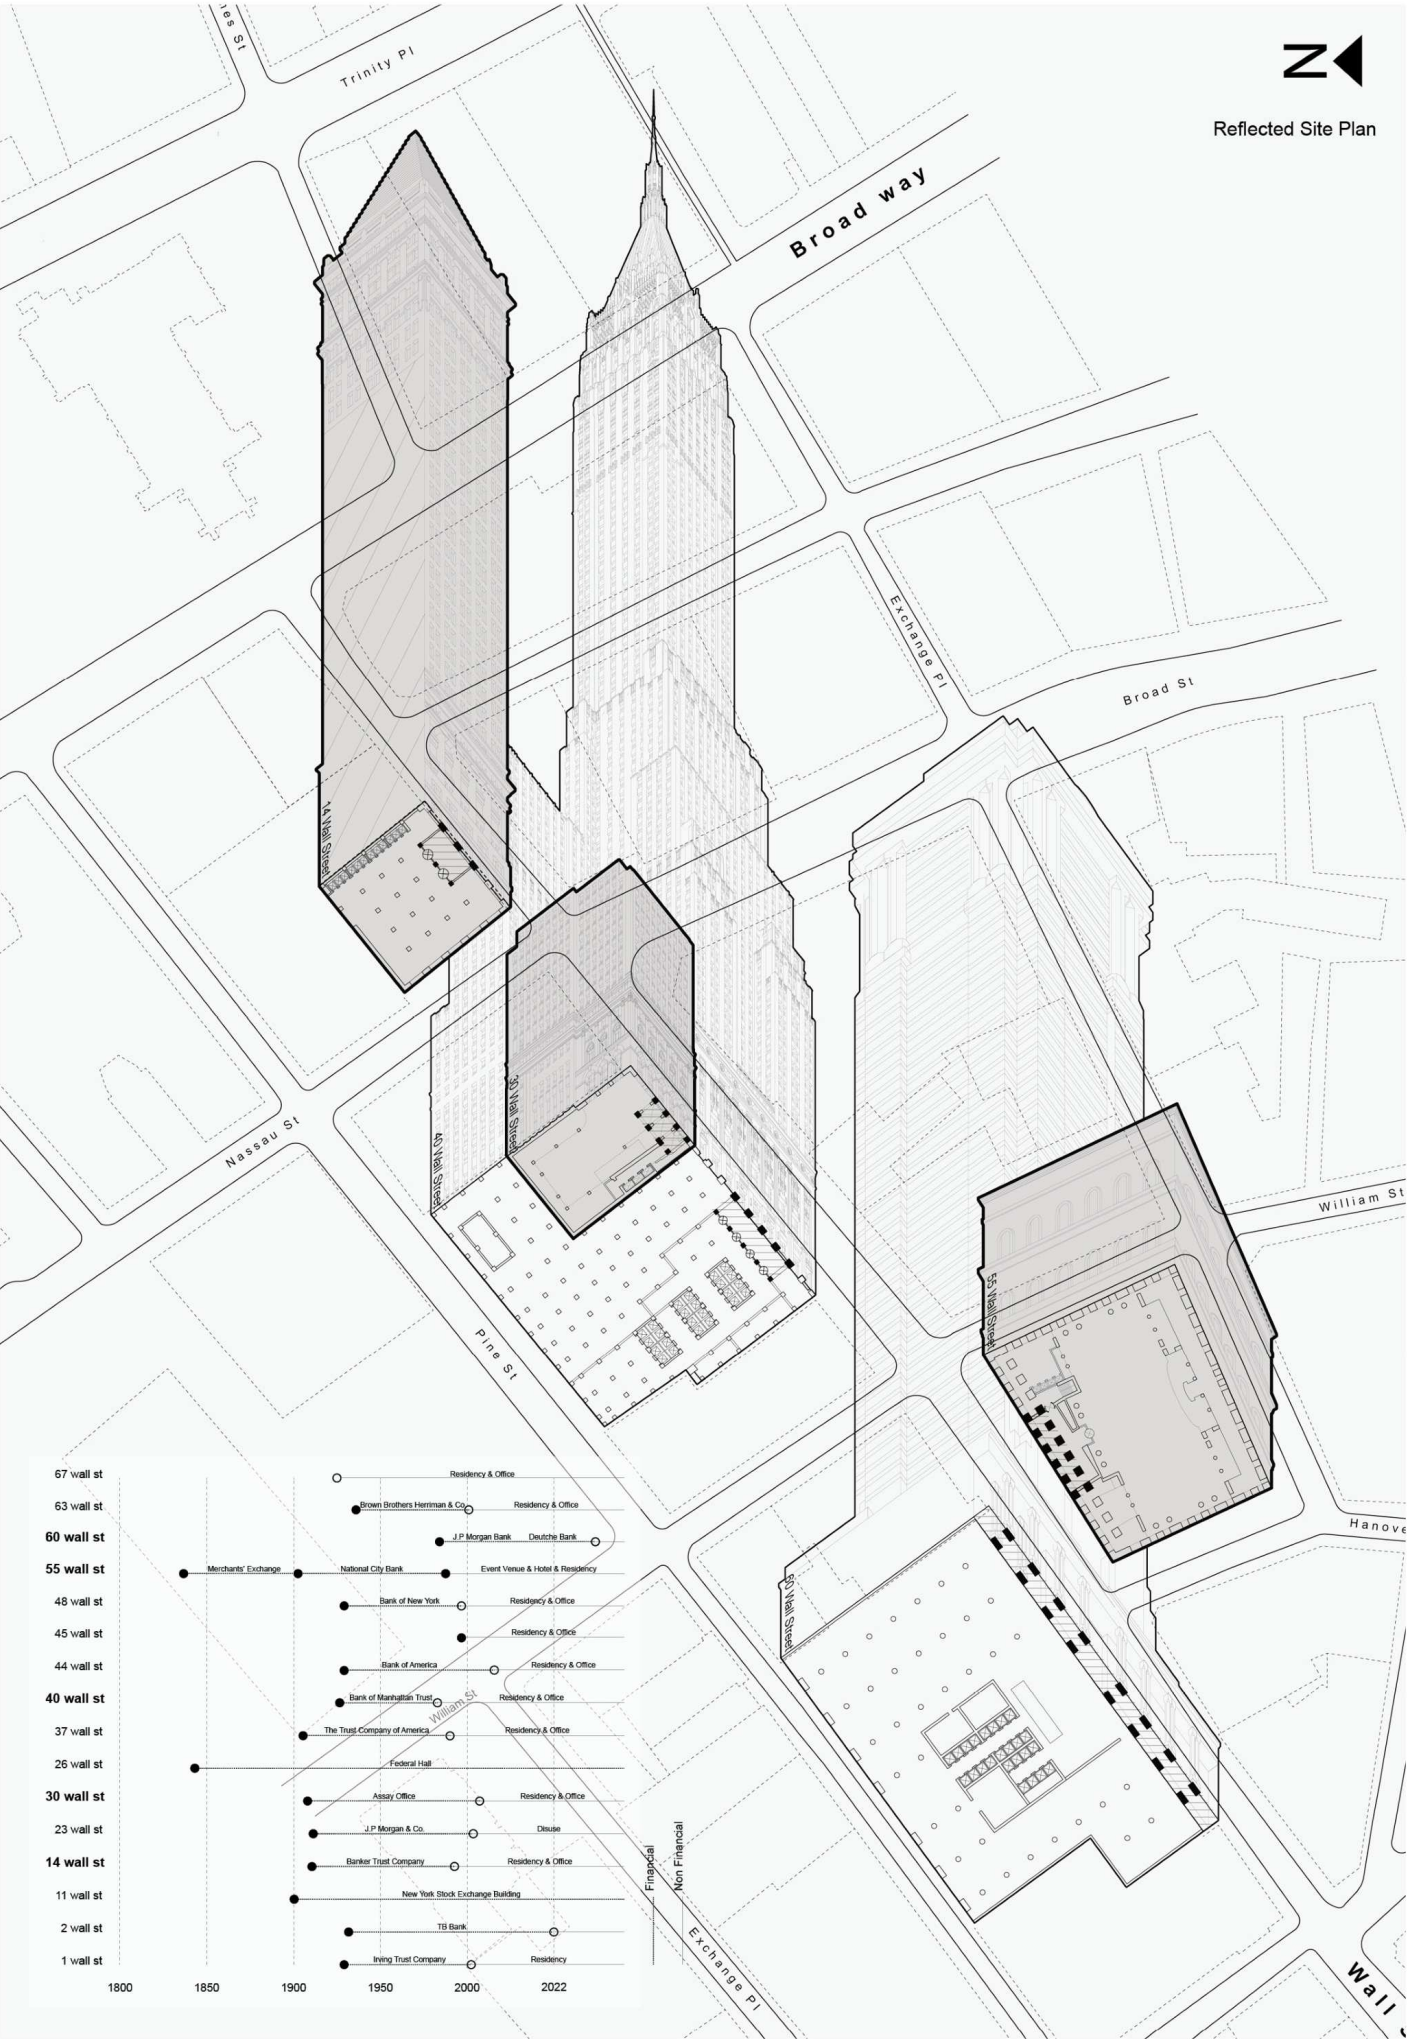 N
Reflected Site Plan
mes St
Trinity Pl
Broad way
Exchange Pl
Broad St
14 Wall Street
30 Wall Street
40 Wall Street
Nassau St
William St
55 Wall Street
Pine St
Hanove
60 Wall Street
67 wall st Residency & Office
63 wall st Brown Brothers Herriman & Co. Residency & Office
60 wall st J.P Morgan Bank Deutche Bank
55 wall st Merchants' Exchange National City Bank Event Venue & Hotel & Residency
48 wall st Bank of New York Residency & Office
45 wall st Residency & Office
44 wall st Bank of America Residency & Office
40 wall st Bank of Manhattan Trust Residency & Office
William St
37 wall st The Trust Company of America Residency & Office
26 wall st Federal Hall
30 wall st Assay Office Residency & Office
23 wall st J.P Morgan & Co. Disuse
14 wall st Banker Trust Company Residency & Office
11 wall st New York Stock Exchange Building
2 wall st TB Bank
1 wall st Irving Trust Company Residency
1800 1850 1900 1950 2000 2022
Financial
Non Financial
Exchange Pl
Wall